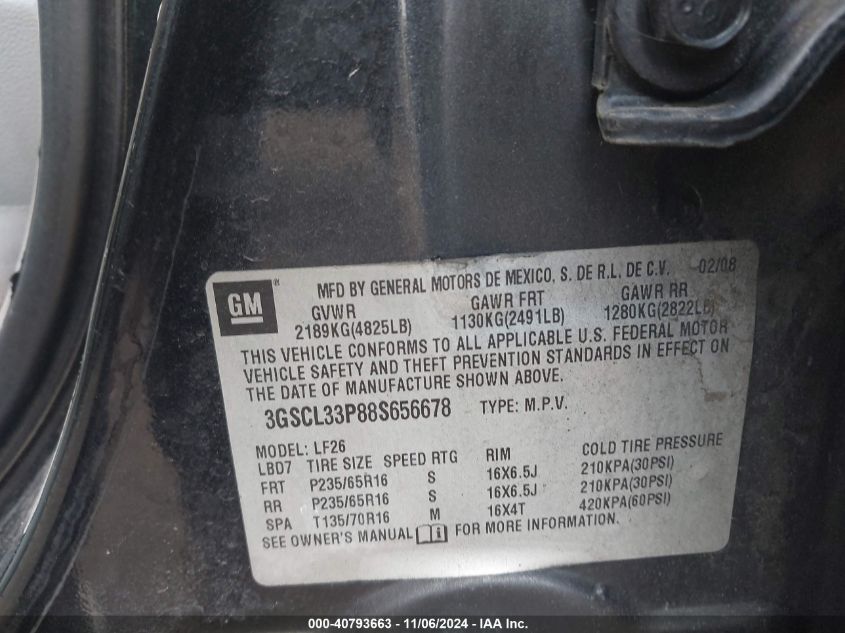 GM ® MFD BY GENERAL MOTORS DE MEXICO, S. DE R.L. DE C.V. 02/08
GVWR GAWR FRT GAWR RR
2189KG(4825LB) 1130KG(2491LB) 1280KG(2822LB)
THIS VEHICLE CONFORMS TO ALL APPLICABLE U.S. FEDERAL MOTOR
VEHICLE SAFETY AND THEFT PREVENTION STANDARDS IN EFFECT ON
THE DATE OF MANUFACTURE SHOWN ABOVE.
3GSCL33P88S656678 TYPE: M.P.V.
MODEL: LF26
LBD7 TIRE SIZE SPEED RTG RIM COLD TIRE PRESSURE
FRT P235/65R16 S 16X6.5J 210KPA(30PSI)
RR P235/65R16 S 16X6.5J 210KPA(30PSI)
SPA T135/70R16 M 16X4T 420KPA(60PSI)
SEE OWNER'S MANUAL FOR MORE INFORMATION.
000-40793663 - 11/06/2024 - IAA Inc.